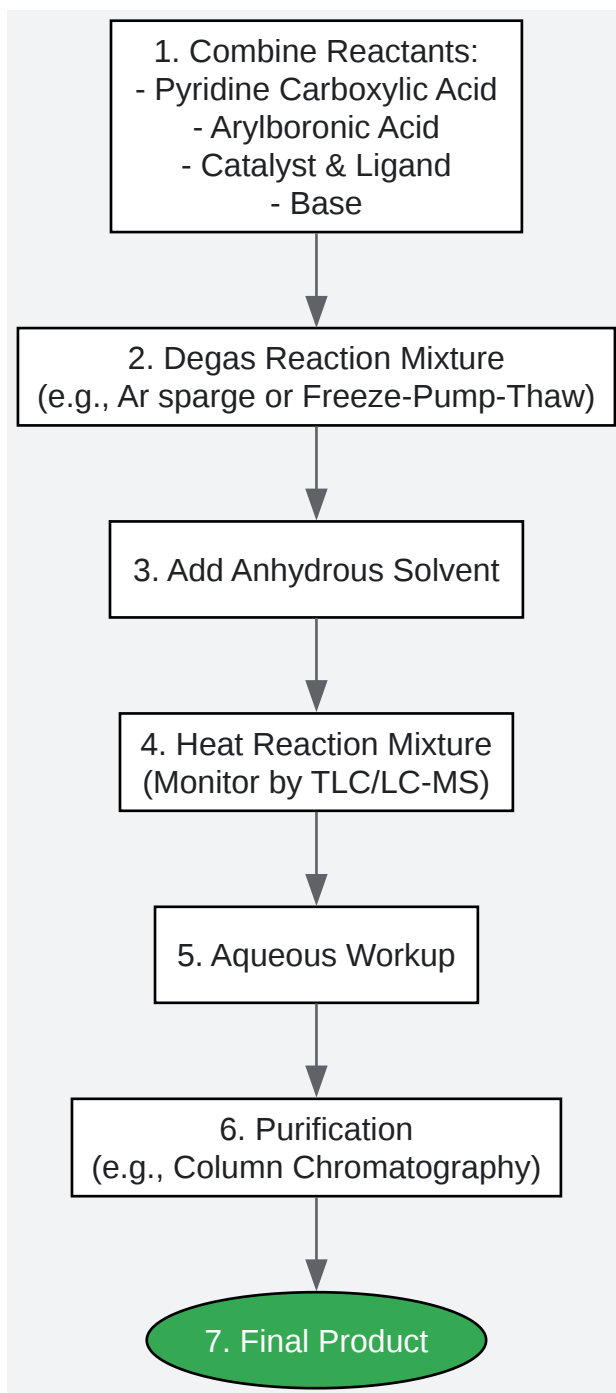 1. Combine Reactants:
- Pyridine Carboxylic Acid
- Arylboronic Acid
- Catalyst & Ligand
- Base
2. Degas Reaction Mixture
(e.g., Ar sparge or Freeze-Pump-Thaw)
3. Add Anhydrous Solvent
4. Heat Reaction Mixture
(Monitor by TLC/LC-MS)
5. Aqueous Workup
6. Purification
(e.g., Column Chromatography)
7. Final Product